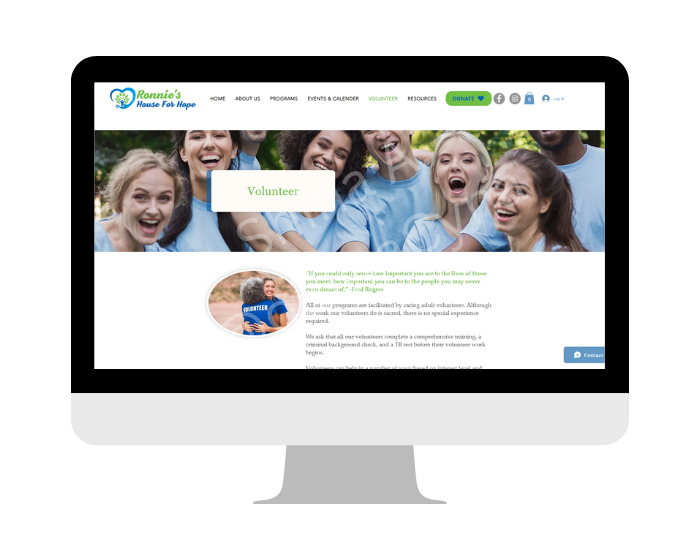 Ronnie's
House For Hope
HOME ABOUT US PROGRAMS EVENTS & CALENDER VOLUNTEER RESOURCES DONATE 0 Log In
Volunteer
VOLUNTEER
"If you could only sense how important you are to the lives of those
you meet; how important you can be to the people you may never
even dream of." -Fred Rogers
All of our programs are facilitated by caring adult volunteers. Although
the work our volunteers do is sacred, there is no special experience
required.
We ask that all our volunteers complete a comprehensive training, a
criminal background check, and a TB test before their volunteer work
begins.
Volunteers can help in a number of ways based on interest level and
Contact